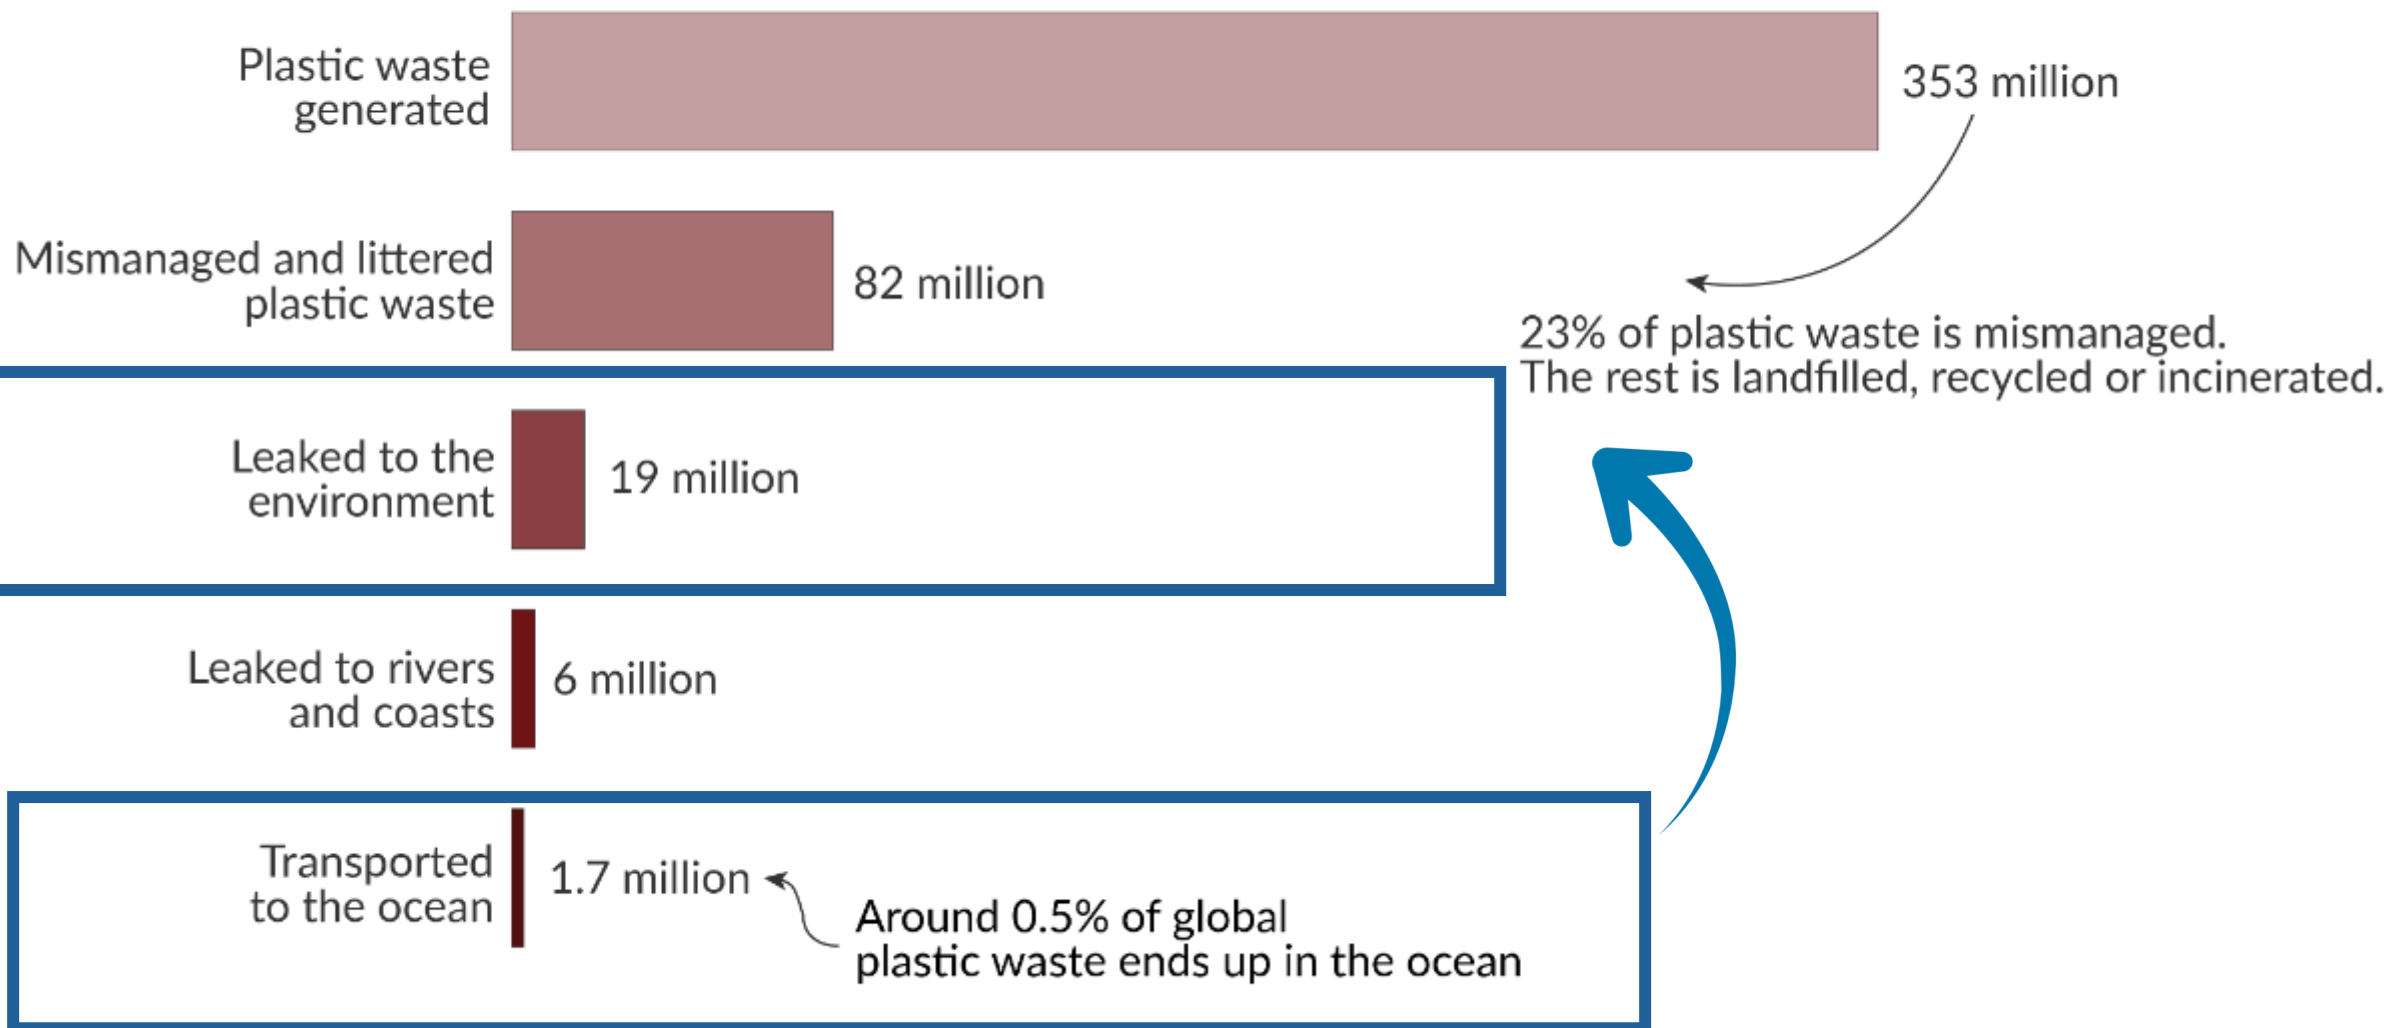 Plastic waste
generated
353 million
Mismanaged and littered
plastic waste
82 million
23% of plastic waste is mismanaged.
The rest is landfilled, recycled or incinerated.
Leaked to the
environment
19 million
Leaked to rivers
and coasts
6 million
Transported
to the ocean
1.7 million
Around 0.5% of global
plastic waste ends up in the ocean